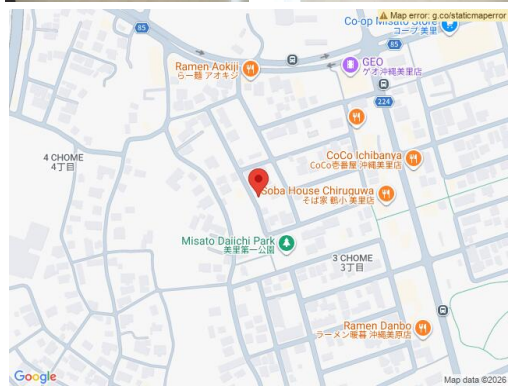 Map error: g.co/staticmaperror
85
Co-op Misato Store
コープ美里
85
GEO
ゲオ沖縄美里店
Ramen Aokiji
らー麺 アオキジ
224
4 CHOME
4丁目
CoCo Ichibanya
CoCo壱番屋 沖縄美里店
Soba House Chiruguwa
そば家 鶴小 美里店
Misato Daiichi Park
美里第一公園
3 CHOME
3丁目
Ramen Danbo
ラーメン暖暮 沖縄美原店
Google
Map data ©2026